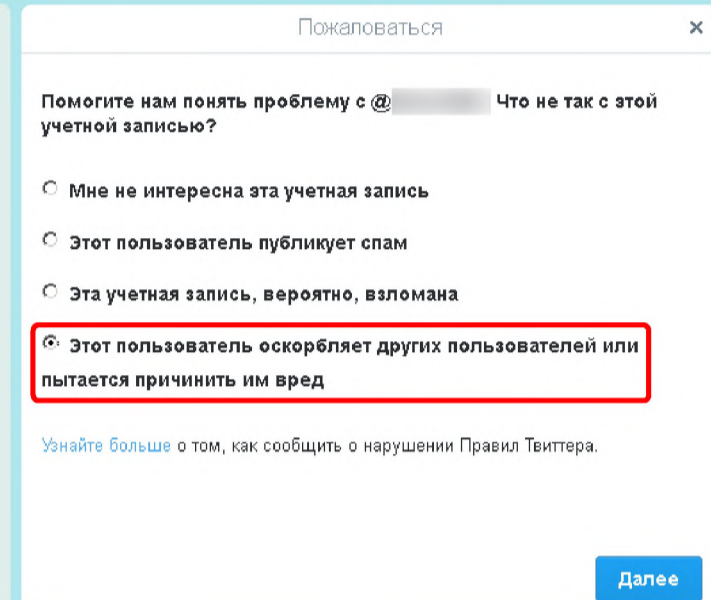 Пожаловаться
Помогите нам понять проблему с @ Что не так с этой
учетной записью?
Мне не интересна эта учетная запись
Этот пользователь публикует спам
Эта учетная запись, вероятно, взломана
Этот пользователь оскорбляет других пользователей или
пытается причинить им вред
Узнайте больше о том, как сообщить о нарушении Правил Твиттера.
Далее